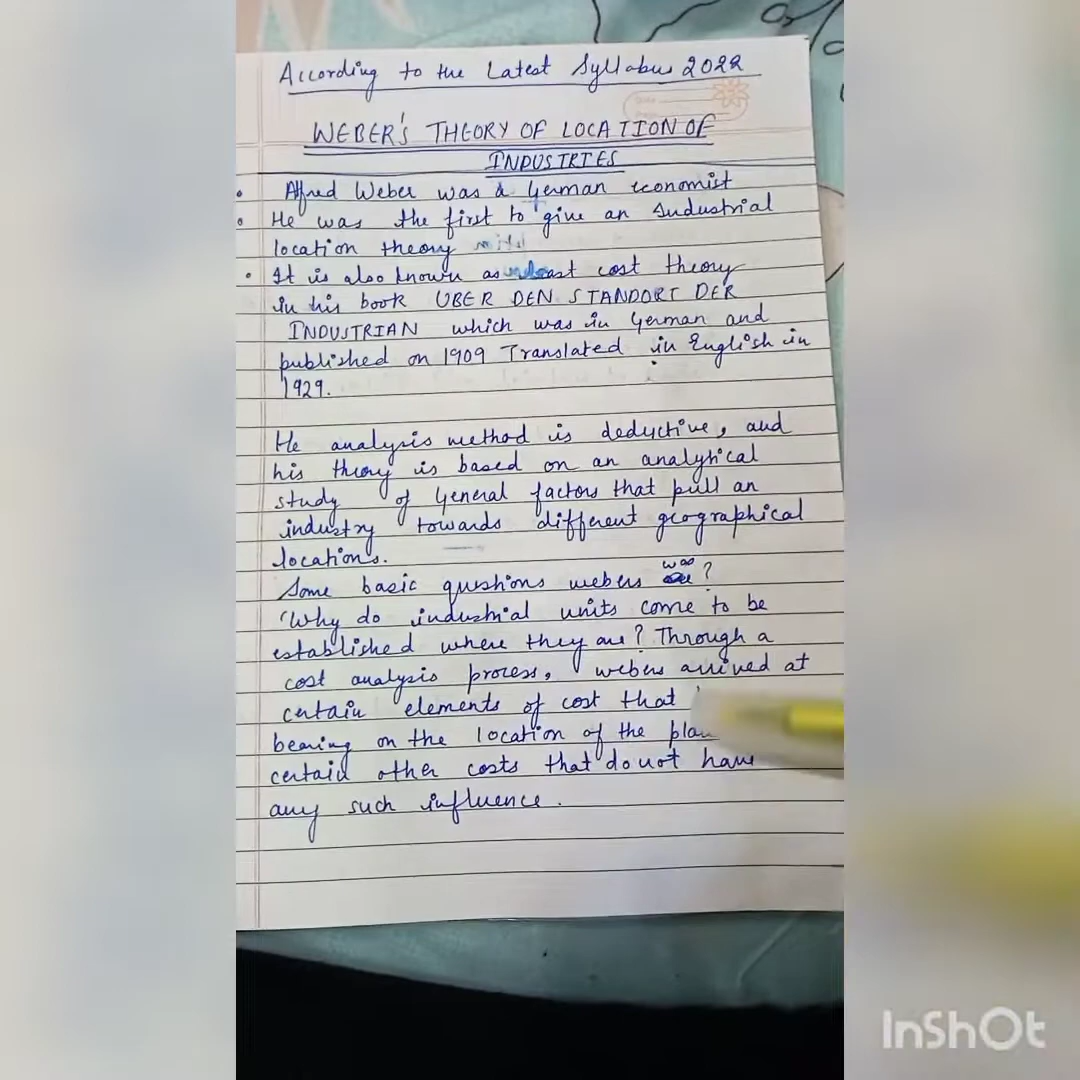 According to the Latest Syllabus 2022
WEBER'S THEORY OF LOCATION OF
INDUSTRIES
• Alfred Weber was a German economist
• He was the first to give an Industrial
location theory
• It is also known as least cost theory
in his book UBER DEN STANDORT DER
INDUSTRIAN which was in German and
published on 1909 Translated in English in
1929.
He analysis method is deductive, and
his theory is based on an analytical
study of General factors that pull an
industry towards different geographical
locations.
Some basic questions webers was ?
'Why do industrial units come to be
established where they are? Through a
cost analysis process, webers arrived at
certain elements of cost that
bearing on the location of the
certain other costs that do not have
any such influence.
InShOt